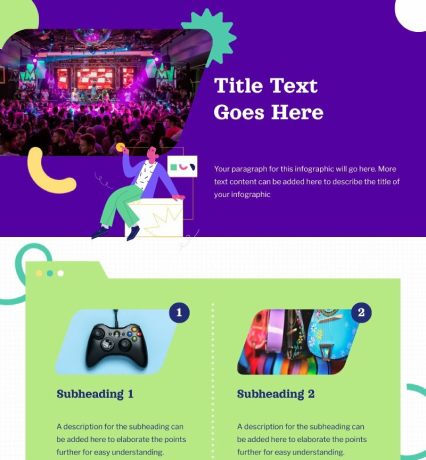 Title Text
Goes Here
Your paragraph for this infographic will go here. More
text content can be added here to describe the title of
your infographic
1
2
Subheading 1
Subheading 2
A description for the subheading can
be added here to elaborate the points
further for easy understanding.
A description for the subheading can
be added here to elaborate the points
further for easy understanding.